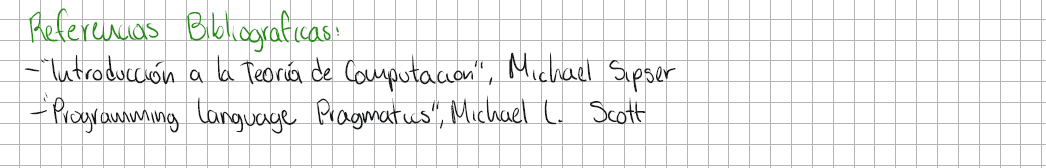 Referencias Bibliograficas:
-"Introducción a la Teoría de Computacion", Michael Sipser
-"Programming Language Pragmatics", Michael L. Scott